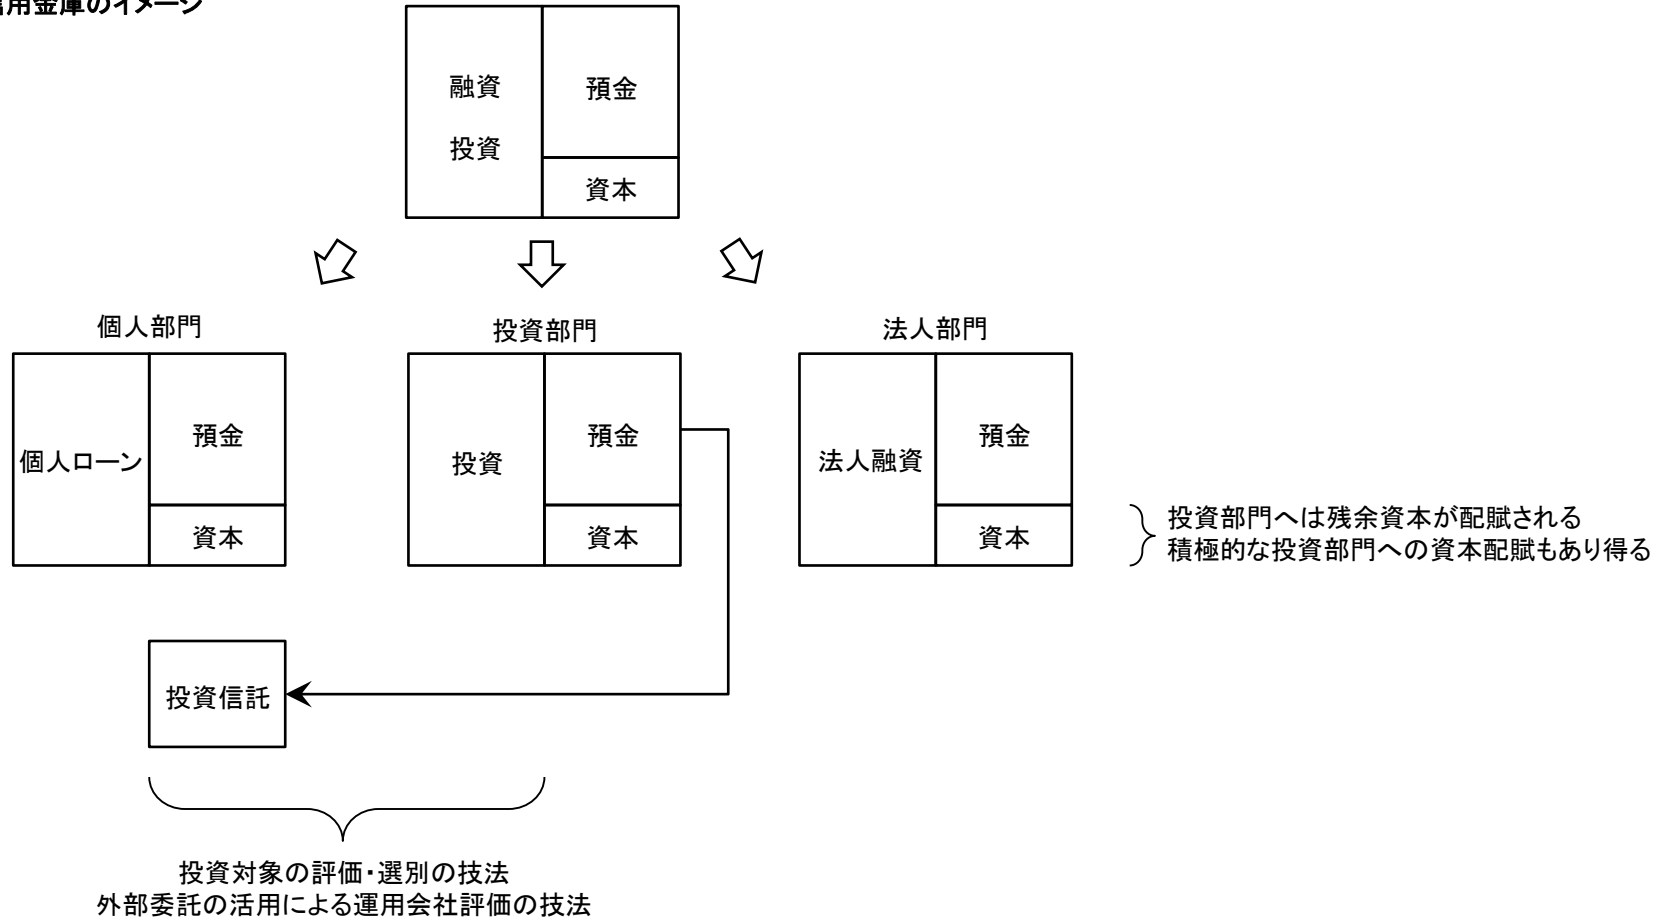 用金庫のイメージ
融資
預金
投資
資本
個人部門
投資部門
法人部門
個人ローン
預金
資本
投資
預金
資本
法人融資
預金
資本
投資部門へは残余資本が配賦される
積極的な投資部門への資本配賦もあり得る
投資信託
投資対象の評価・選別の技法
外部委託の活用による運用会社評価の技法